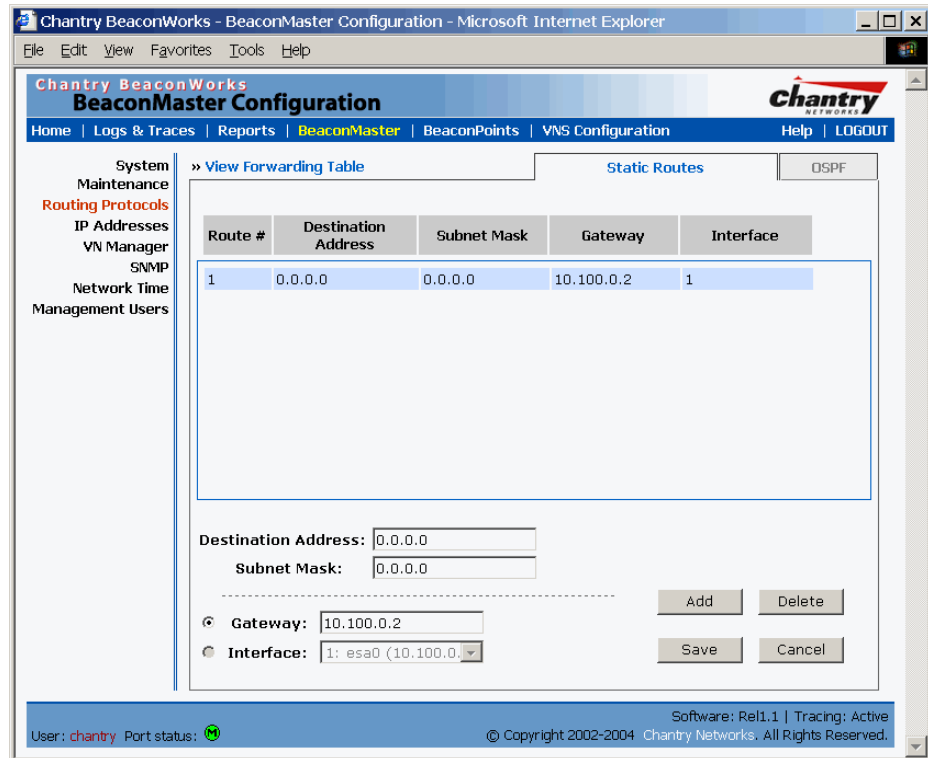 Chantry BeaconWorks - BeaconMaster Configuration - Microsoft Internet Explorer
File Edit View Favorites Tools Help
Chantry BeaconWorks
BeaconMaster Configuration
Chantry
NETWORKS
Home | Logs & Traces | Reports | BeaconMaster | BeaconPoints | VNS Configuration
Help | LOGOUT
System
Maintenance
Routing Protocols
IP Addresses
VN Manager
SNMP
Network Time
Management Users
» View Forwarding Table
Static Routes
OSPF
Route # Destination Address Subnet Mask Gateway Interface
1 0.0.0.0 0.0.0.0 10.100.0.2 1
Destination Address: 0.0.0.0
Subnet Mask: 0.0.0.0
Add Delete
Gateway: 10.100.0.2
Interface: 1: esa0 (10.100.0.
Save Cancel
Software: Rel1.1 | Tracing: Active
User: chantry Port status: M
© Copyright 2002-2004 Chantry Networks. All Rights Reserved.